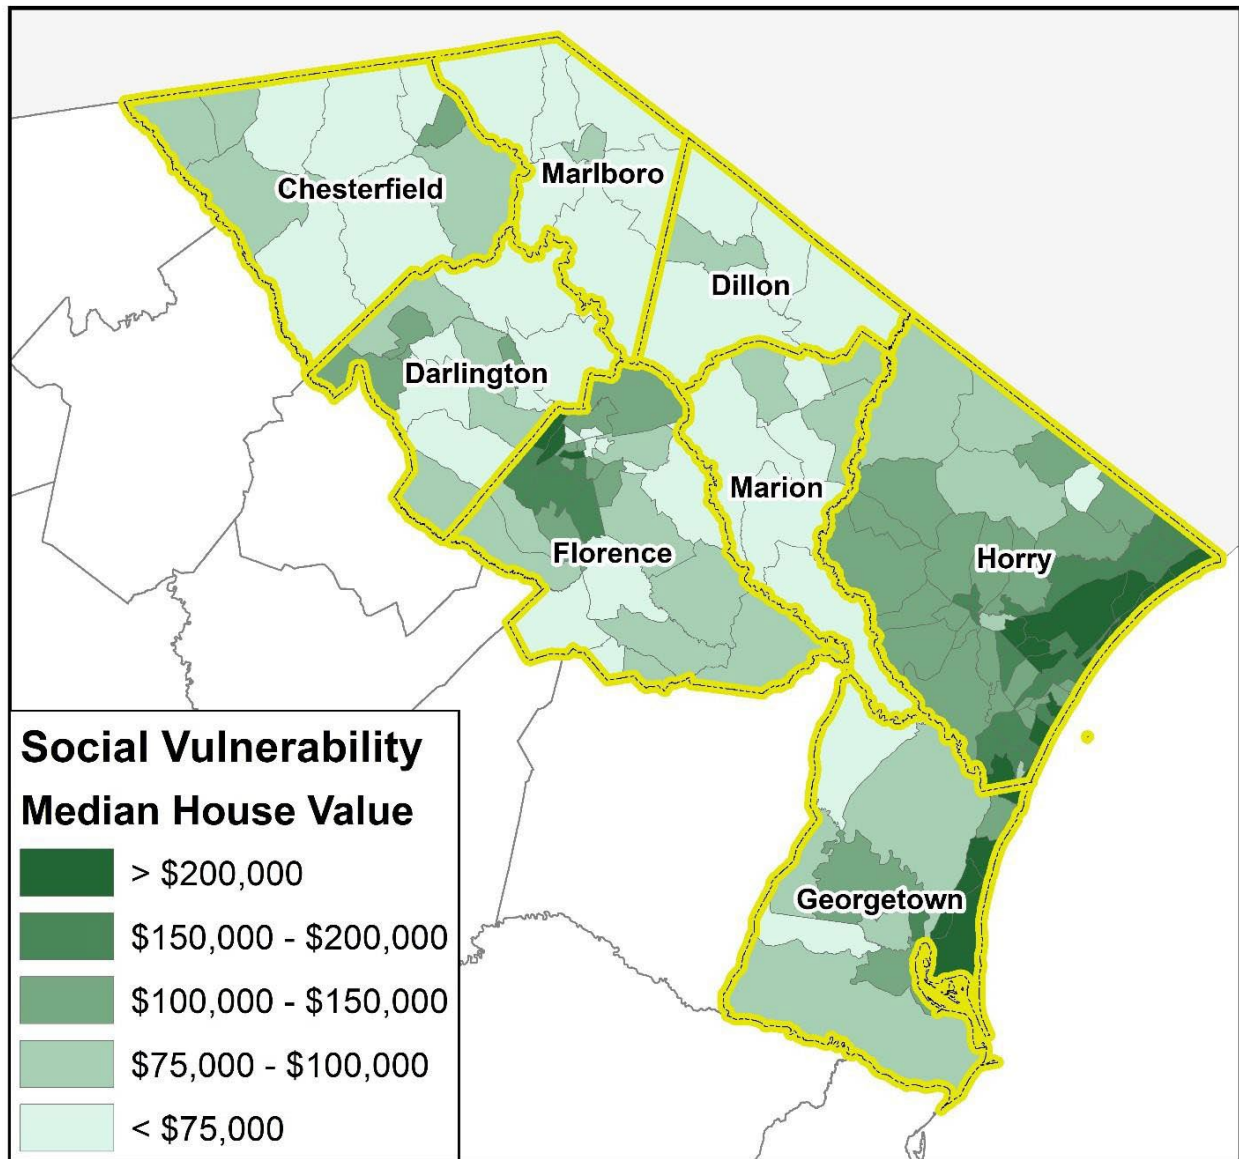 Marlboro
Chesterfield
Dillon
Darlington
Marion
Florence
Horry
Georgetown
Social Vulnerability
Median House Value
> $200,000
$150,000 - $200,000
$100,000 - $150,000
$75,000 - $100,000
< $75,000